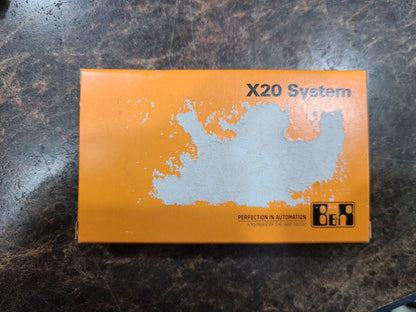 X20 System
PERFECTION IN AUTOMATION
A MEMBER OF THE ABB GROUP
B&R